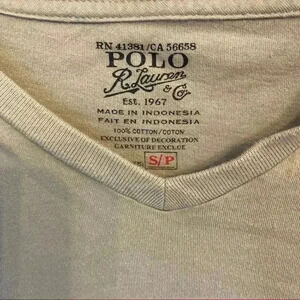 RN 41381/CA 56658
POLO
R. Lauren
& Co.
Est. 1967
MADE IN INDONESIA
FAIT EN INDONESIA
100% COTTON/COTON
EXCLUSIVE OF DECORATION
GARNITURE EXCLUE
S/P